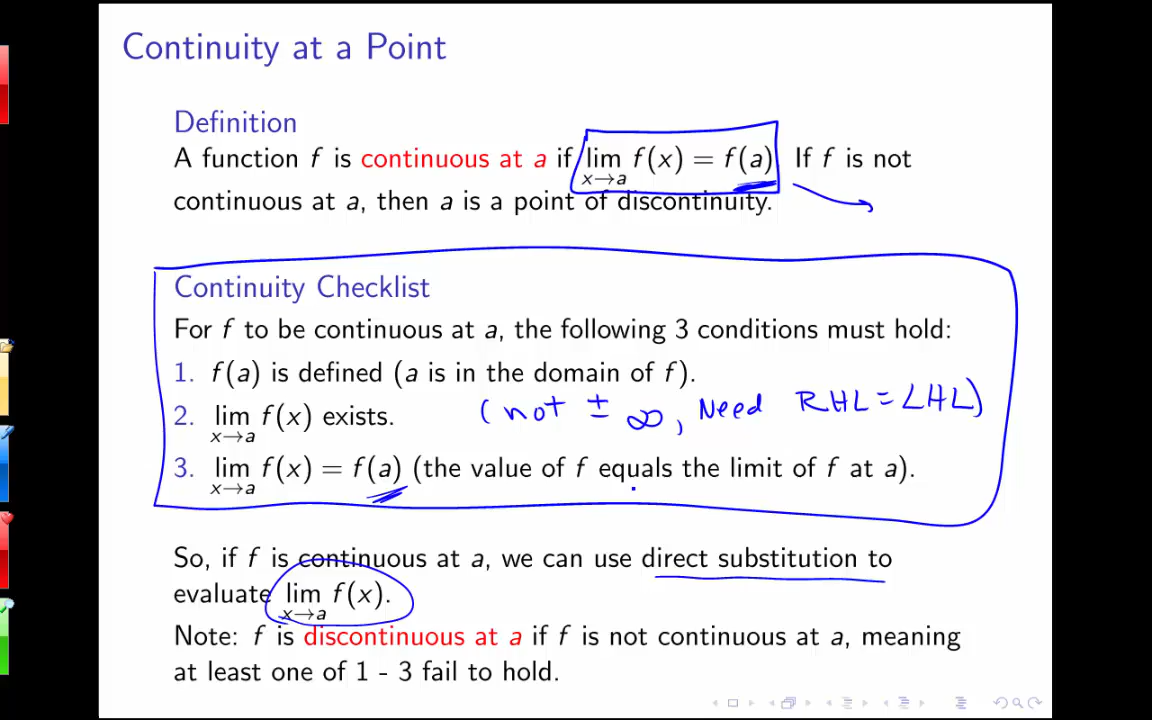 Continuity at a Point
Definition
A function f is continuous at a if lim x→a f(x) = f(a) If f is not
continuous at a, then a is a point of discontinuity.
Continuity Checklist
For f to be continuous at a, the following 3 conditions must hold:
1. f(a) is defined (a is in the domain of f).
2. lim x→a f(x) exists. (not ± ∞, Need RHL = LHL)
3. lim x→a f(x) = f(a) (the value of f equals the limit of f at a).
So, if f is continuous at a, we can use direct substitution to
evaluate lim x→a f(x).
Note: f is discontinuous at a if f is not continuous at a, meaning
at least one of 1 - 3 fail to hold.